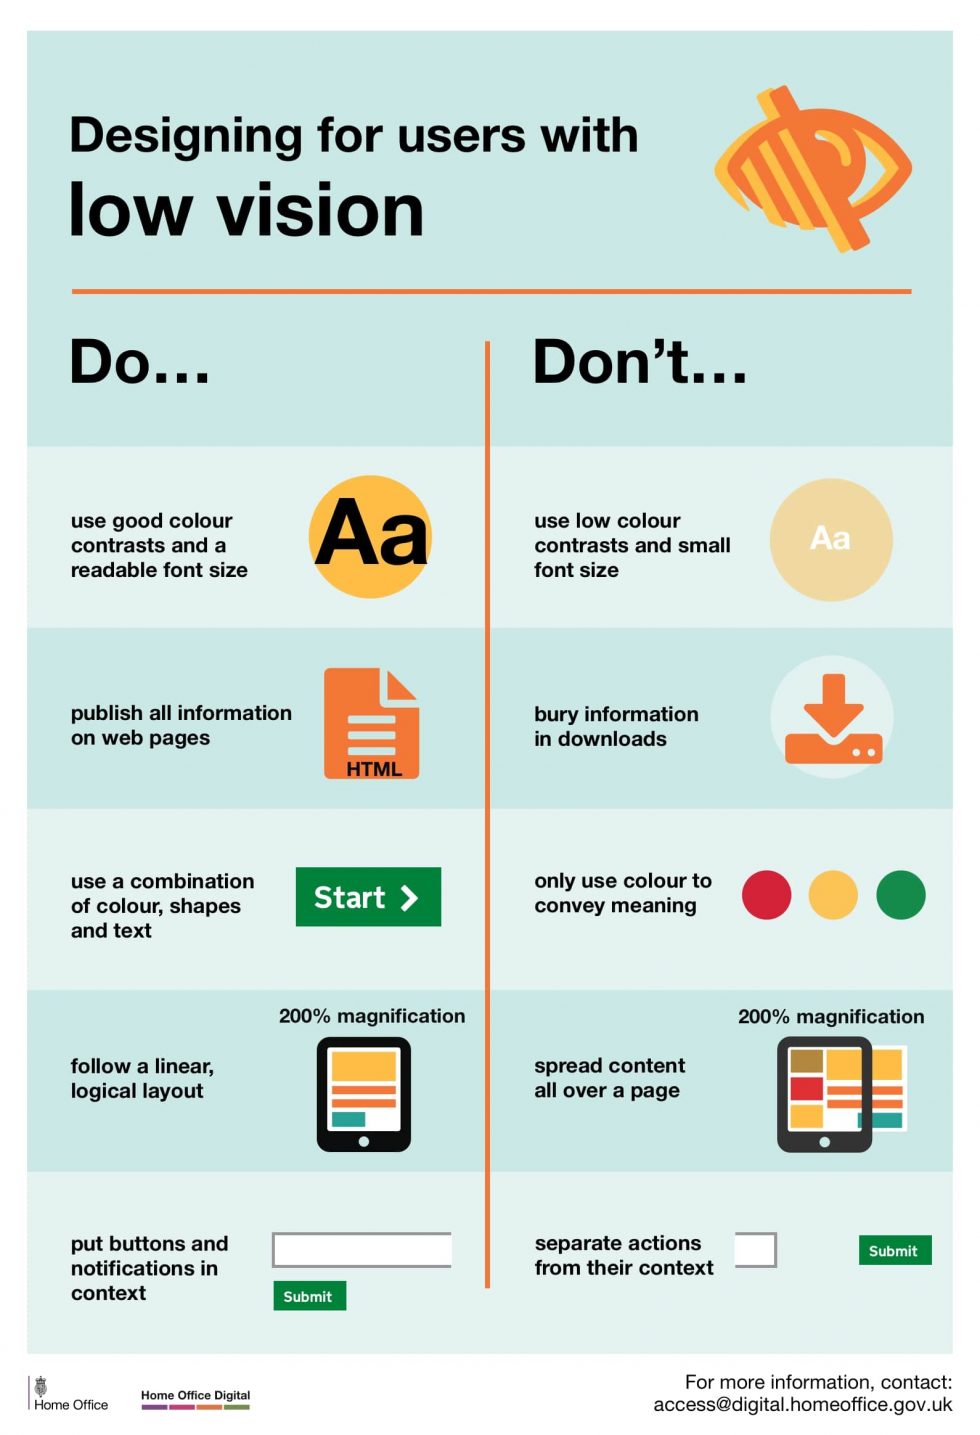 Designing for users with
low vision
Do…
Don’t…
use good colour
contrasts and a
readable font size
Aa
use low colour
contrasts and small
font size
Aa
publish all information
on web pages
HTML
bury information
in downloads
use a combination
of colour, shapes
and text
Start
only use colour to
convey meaning
follow a linear,
logical layout
200% magnification
spread content
all over a page
200% magnification
put buttons and
notifications in
context
Submit
separate actions
from their context
Submit
Home Office
Home Office Digital
For more information, contact:
access@digital.homeoffice.gov.uk